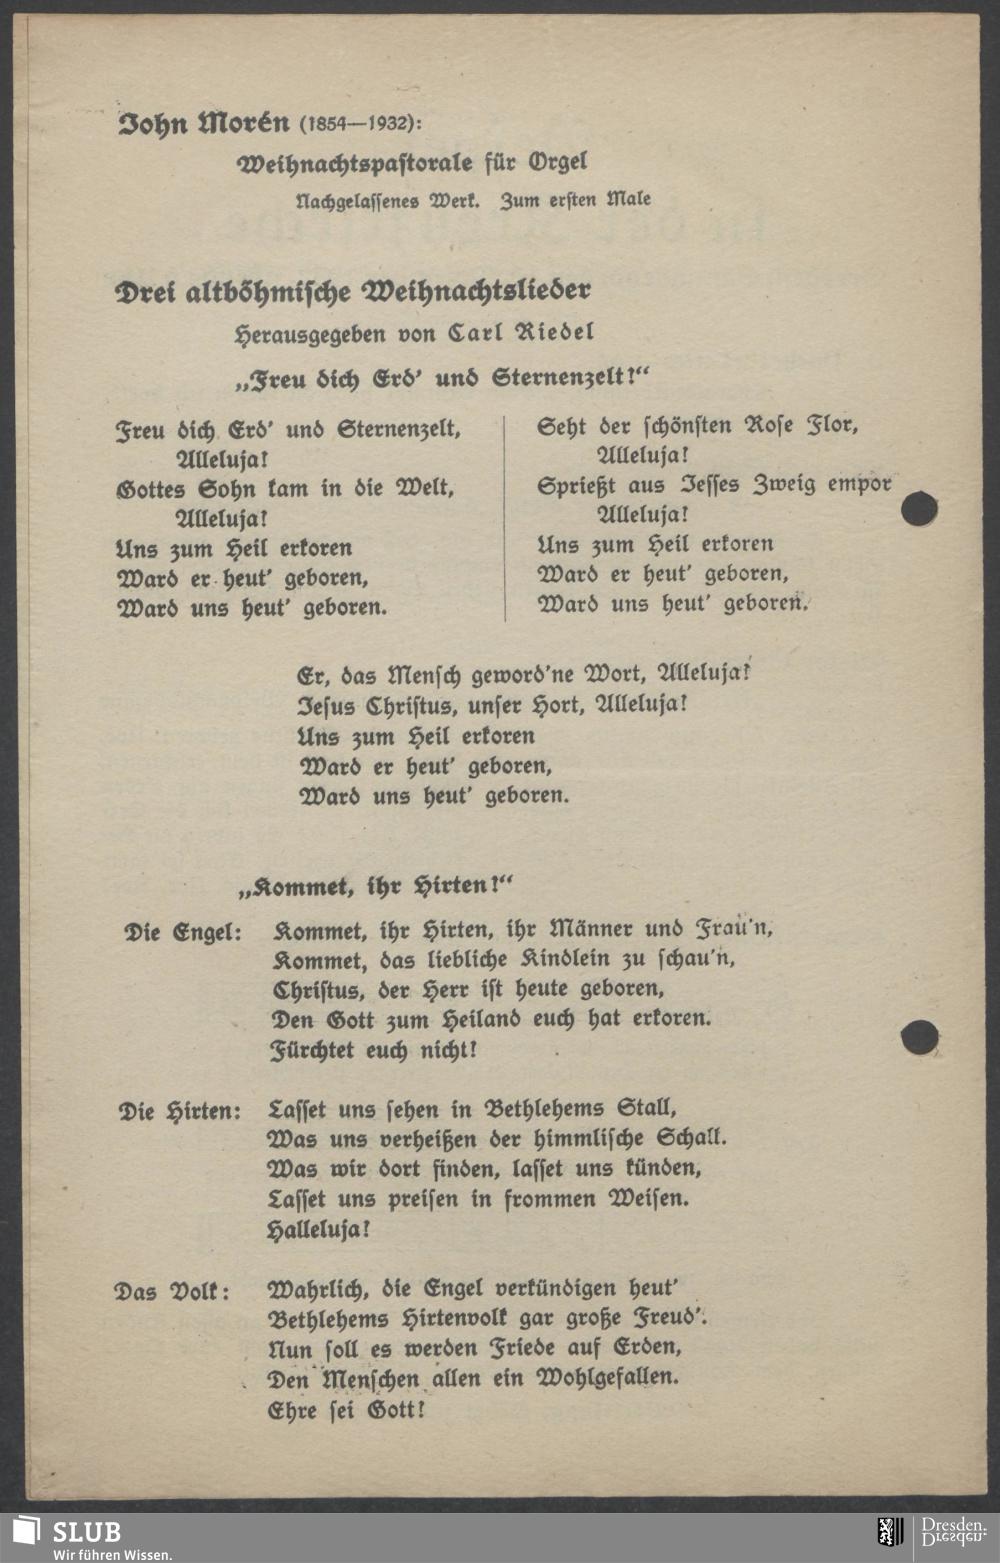 John Morén (1854—1932):
Weihnachtspastorale für Orgel
Nachgelassenes Werk. Zum ersten Male
Drei altböhmische Weihnachtslieder
Herausgegeben von Carl Riedel
„Freu dich Erd' und Sternenzelt!“
Freu dich Erd' und Sternenzelt,
Alleluja!
Gottes Sohn kam in die Welt,
Alleluja!
Uns zum Heil erkoren
Ward er heut' geboren,
Ward uns heut' geboren.
Seht der schönsten Rose Flor,
Alleluja!
Sprießt aus Jesses Zweig empor
Alleluja!
Uns zum Heil erkoren
Ward er heut' geboren,
Ward uns heut' geboren.
Er, das Mensch geword'ne Wort, Alleluja!
Jesus Christus, unser Hort, Alleluja!
Uns zum Heil erkoren
Ward er heut' geboren,
Ward uns heut' geboren.
„Kommet, ihr Hirten!“
Die Engel: Kommet, ihr Hirten, ihr Männer und Frau'n,
Kommet, das liebliche Kindlein zu schau'n,
Christus, der Herr ist heute geboren,
Den Gott zum Heiland euch hat erkoren.
Fürchtet euch nicht!
Die Hirten: Lasset uns sehen in Bethlehems Stall,
Was uns verheißen der himmlische Schall.
Was wir dort finden, lasset uns künden,
Lasset uns preisen in frommen Weisen.
Halleluja!
Das Volk: Wahrlich, die Engel verkündigen heut'
Bethlehems Hirtenvolk gar große Freud'.
Nun soll es werden Friede auf Erden,
Den Menschen allen ein Wohlgefallen.
Ehre sei Gott!
SLUB
Wir führen Wissen.
Dresden.
Dresden.